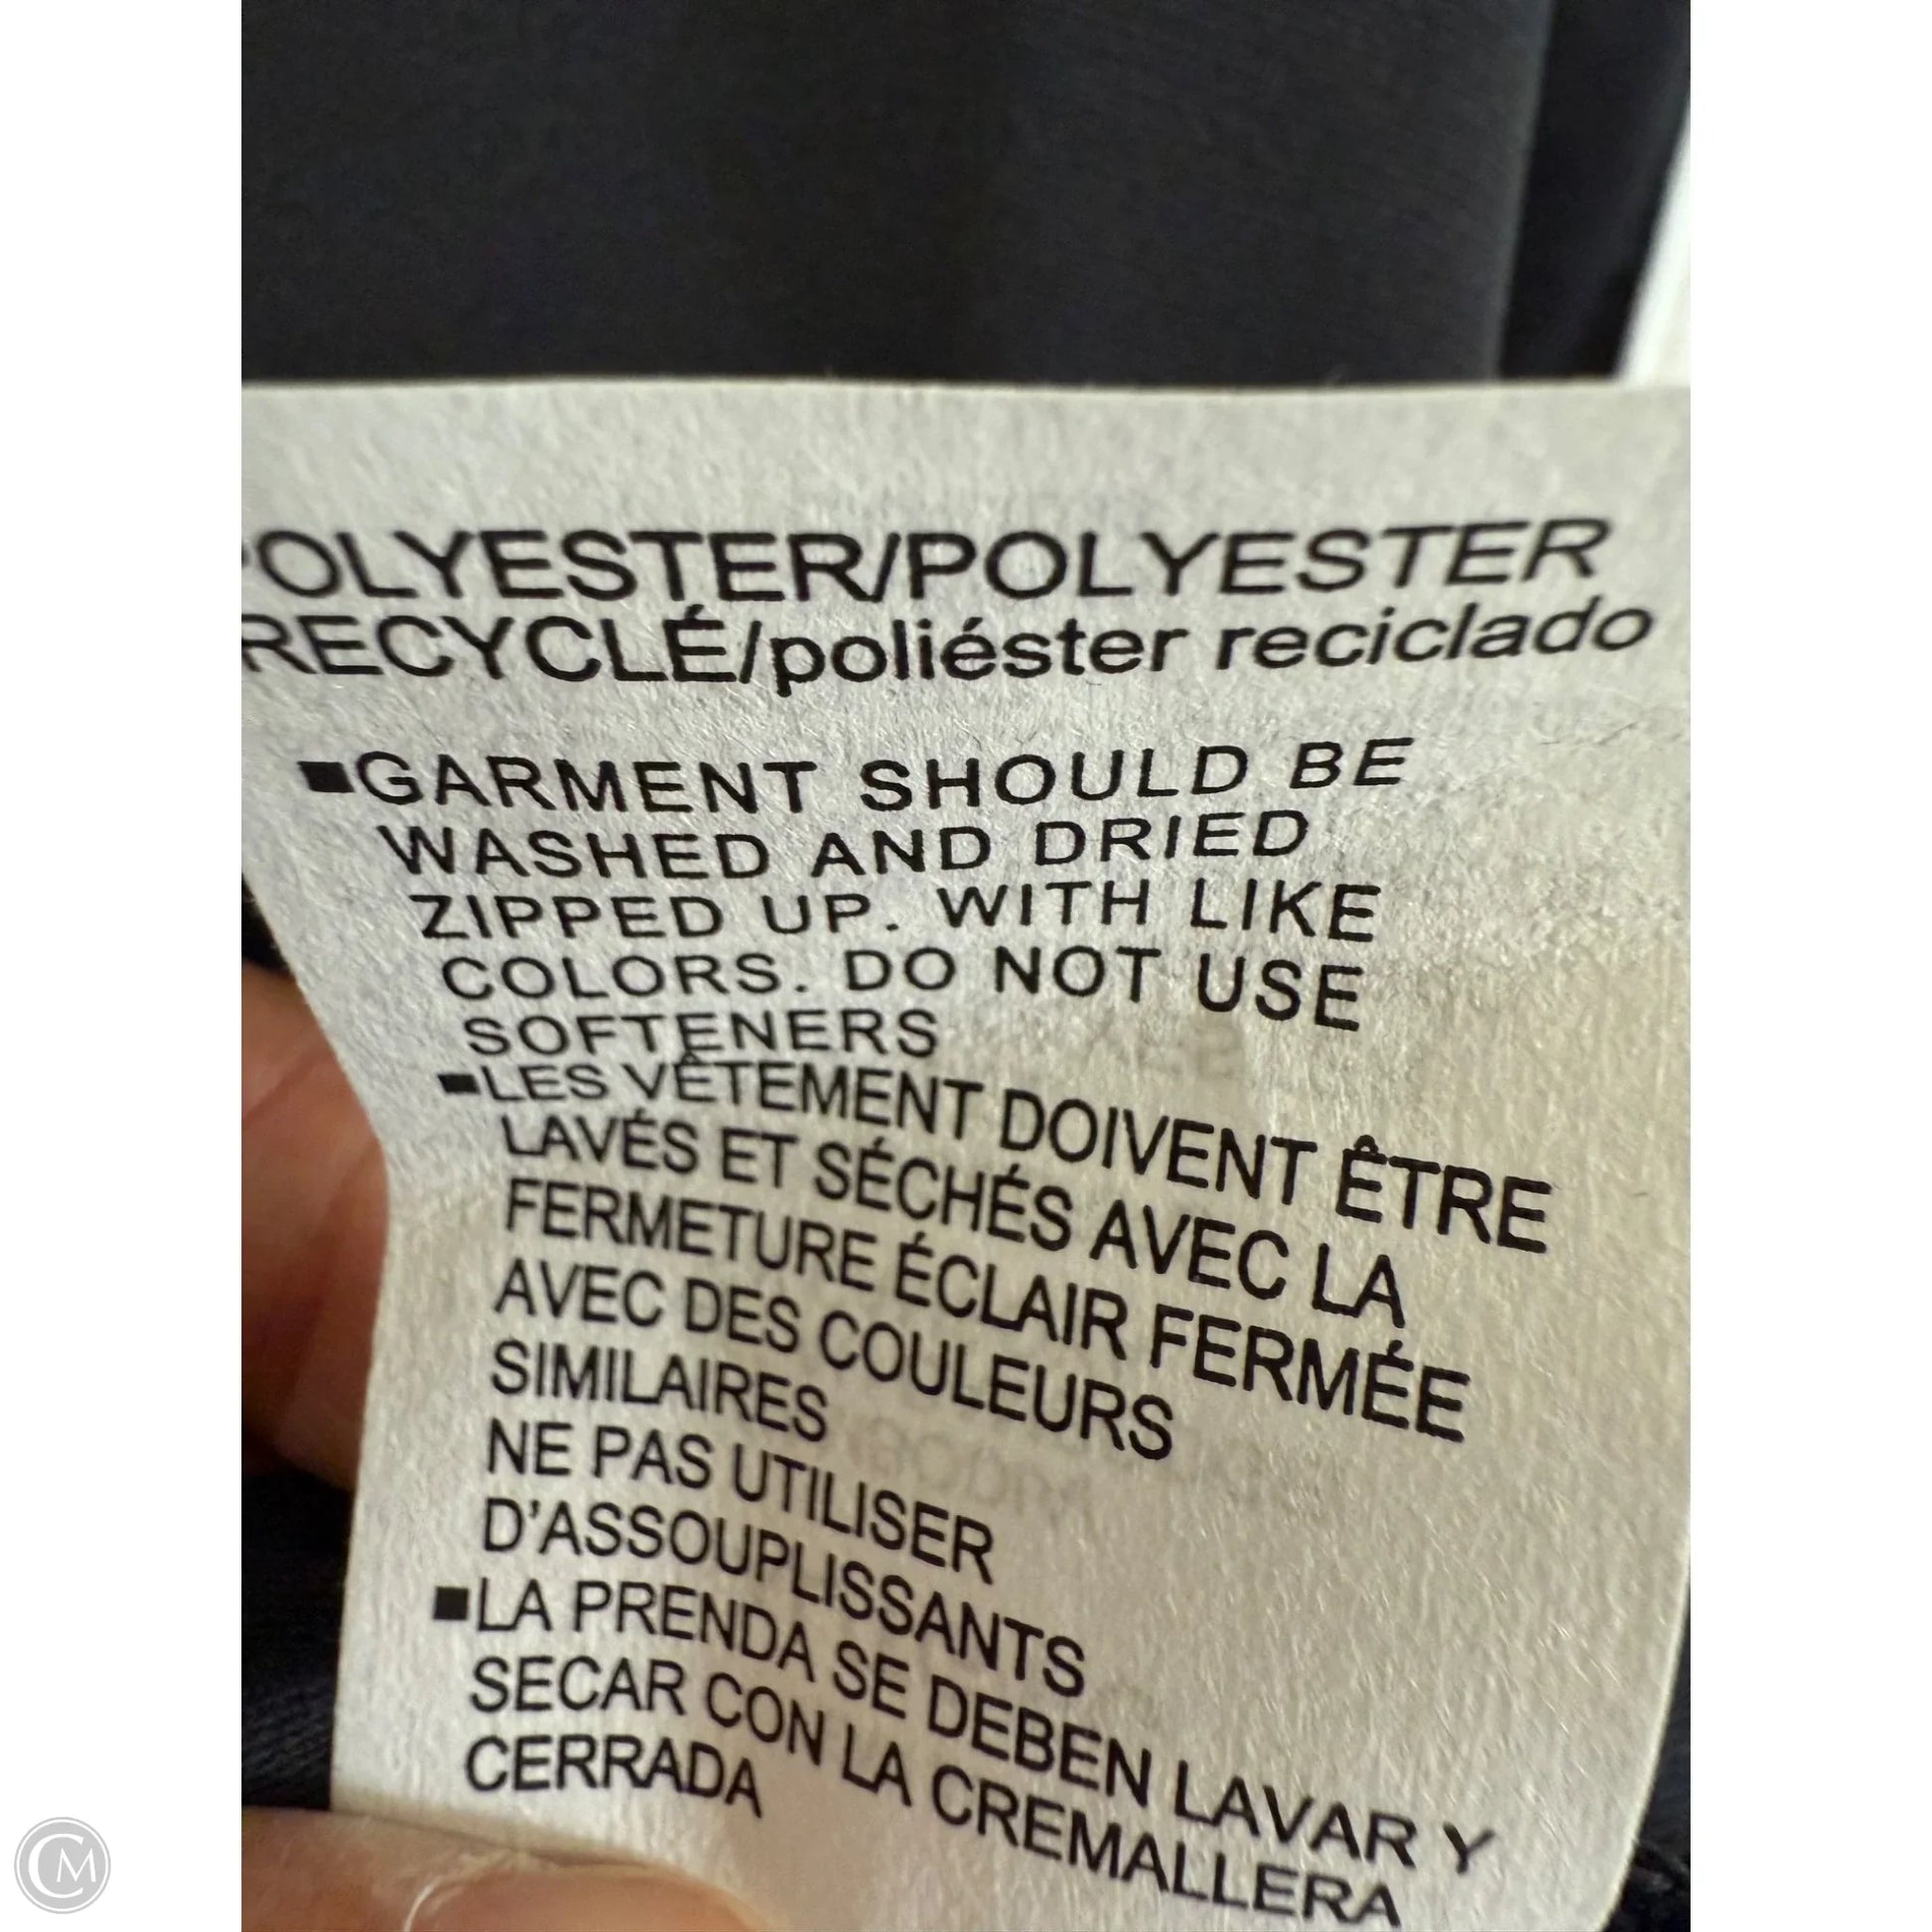 POLYESTER/POLYESTER
RECYCLÉ/poliéster reciclado
■GARMENT SHOULD BE
WASHED AND DRIED
ZIPPED UP. WITH LIKE
COLORS. DO NOT USE
SOFTENERS
■LES VÊTEMENT DOIVENT ÊTRE
LAVÉS ET SÉCHÉS AVEC LA
FERMETURE ÉCLAIR FERMÉE
AVEC DES COULEURS
SIMILAIRES
NE PAS UTILISER
D'ASSOUPLISSANTS
■LA PRENDA SE DEBEN LAVAR Y
SECAR CON LA CREMALLERA
CERRADA
CM